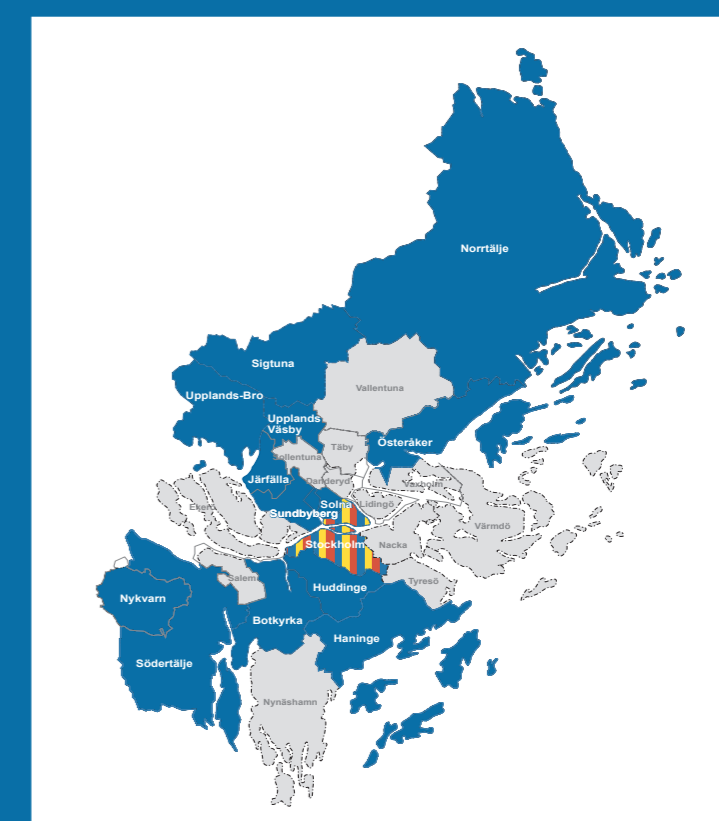 Norrtälje
Sigtuna
Vallentuna
Upplands-Bro
Upplands
Väsby
Täby
Österåker
Kollentuna
Järfälla
Danderyd
Vaxholm
Ekerö
Solna
Lidingö
Sundbyberg
Värmdö
Stockholm
Nacka
Salem
Tyresö
Huddinge
Nykvarn
Botkyrka
Haninge
Södertälje
Nynäshamn